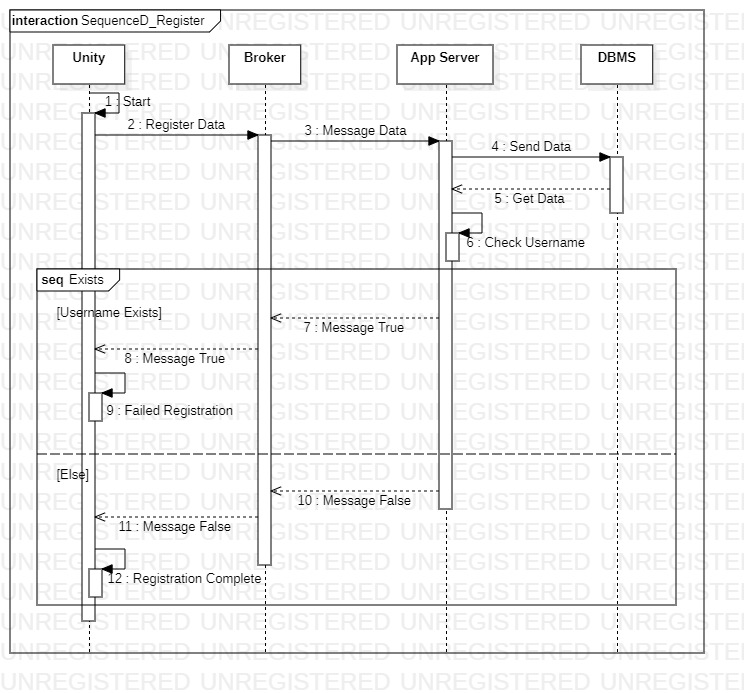 interaction SequenceD_Register
Unity
Broker
App Server
DBMS
1 : Start
2 : Register Data
3 : Message Data
4 : Send Data
5 : Get Data
6 : Check Username
seq Exists
[Username Exists]
7 : Message True
8 : Message True
9 : Failed Registration
[Else]
10 : Message False
11 : Message False
12 : Registration Complete
UNREGISTERED